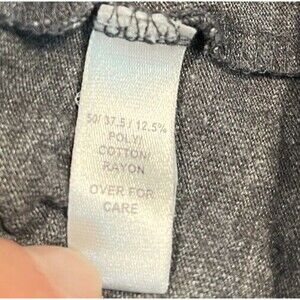 50/ 37.5 / 12.5%
POLY/
COTTON/
RAYON
OVER FOR
CARE